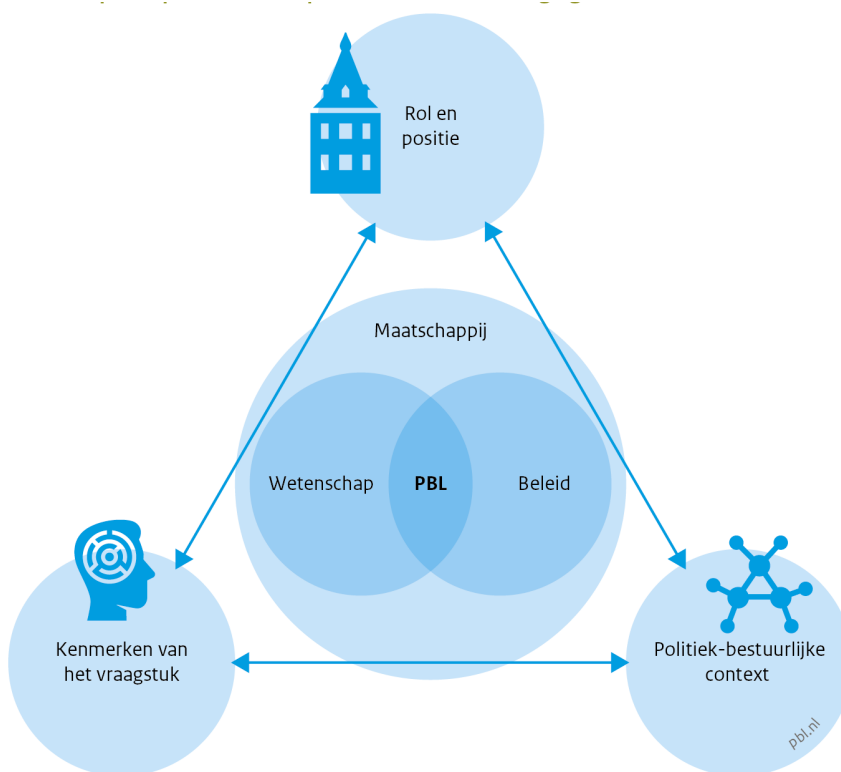 Rol en
positie
Maatschappij
Wetenschap
PBL
Beleid
Kenmerken van
het vraagstuk
Politiek-bestuurlijke
context
pbl.nl